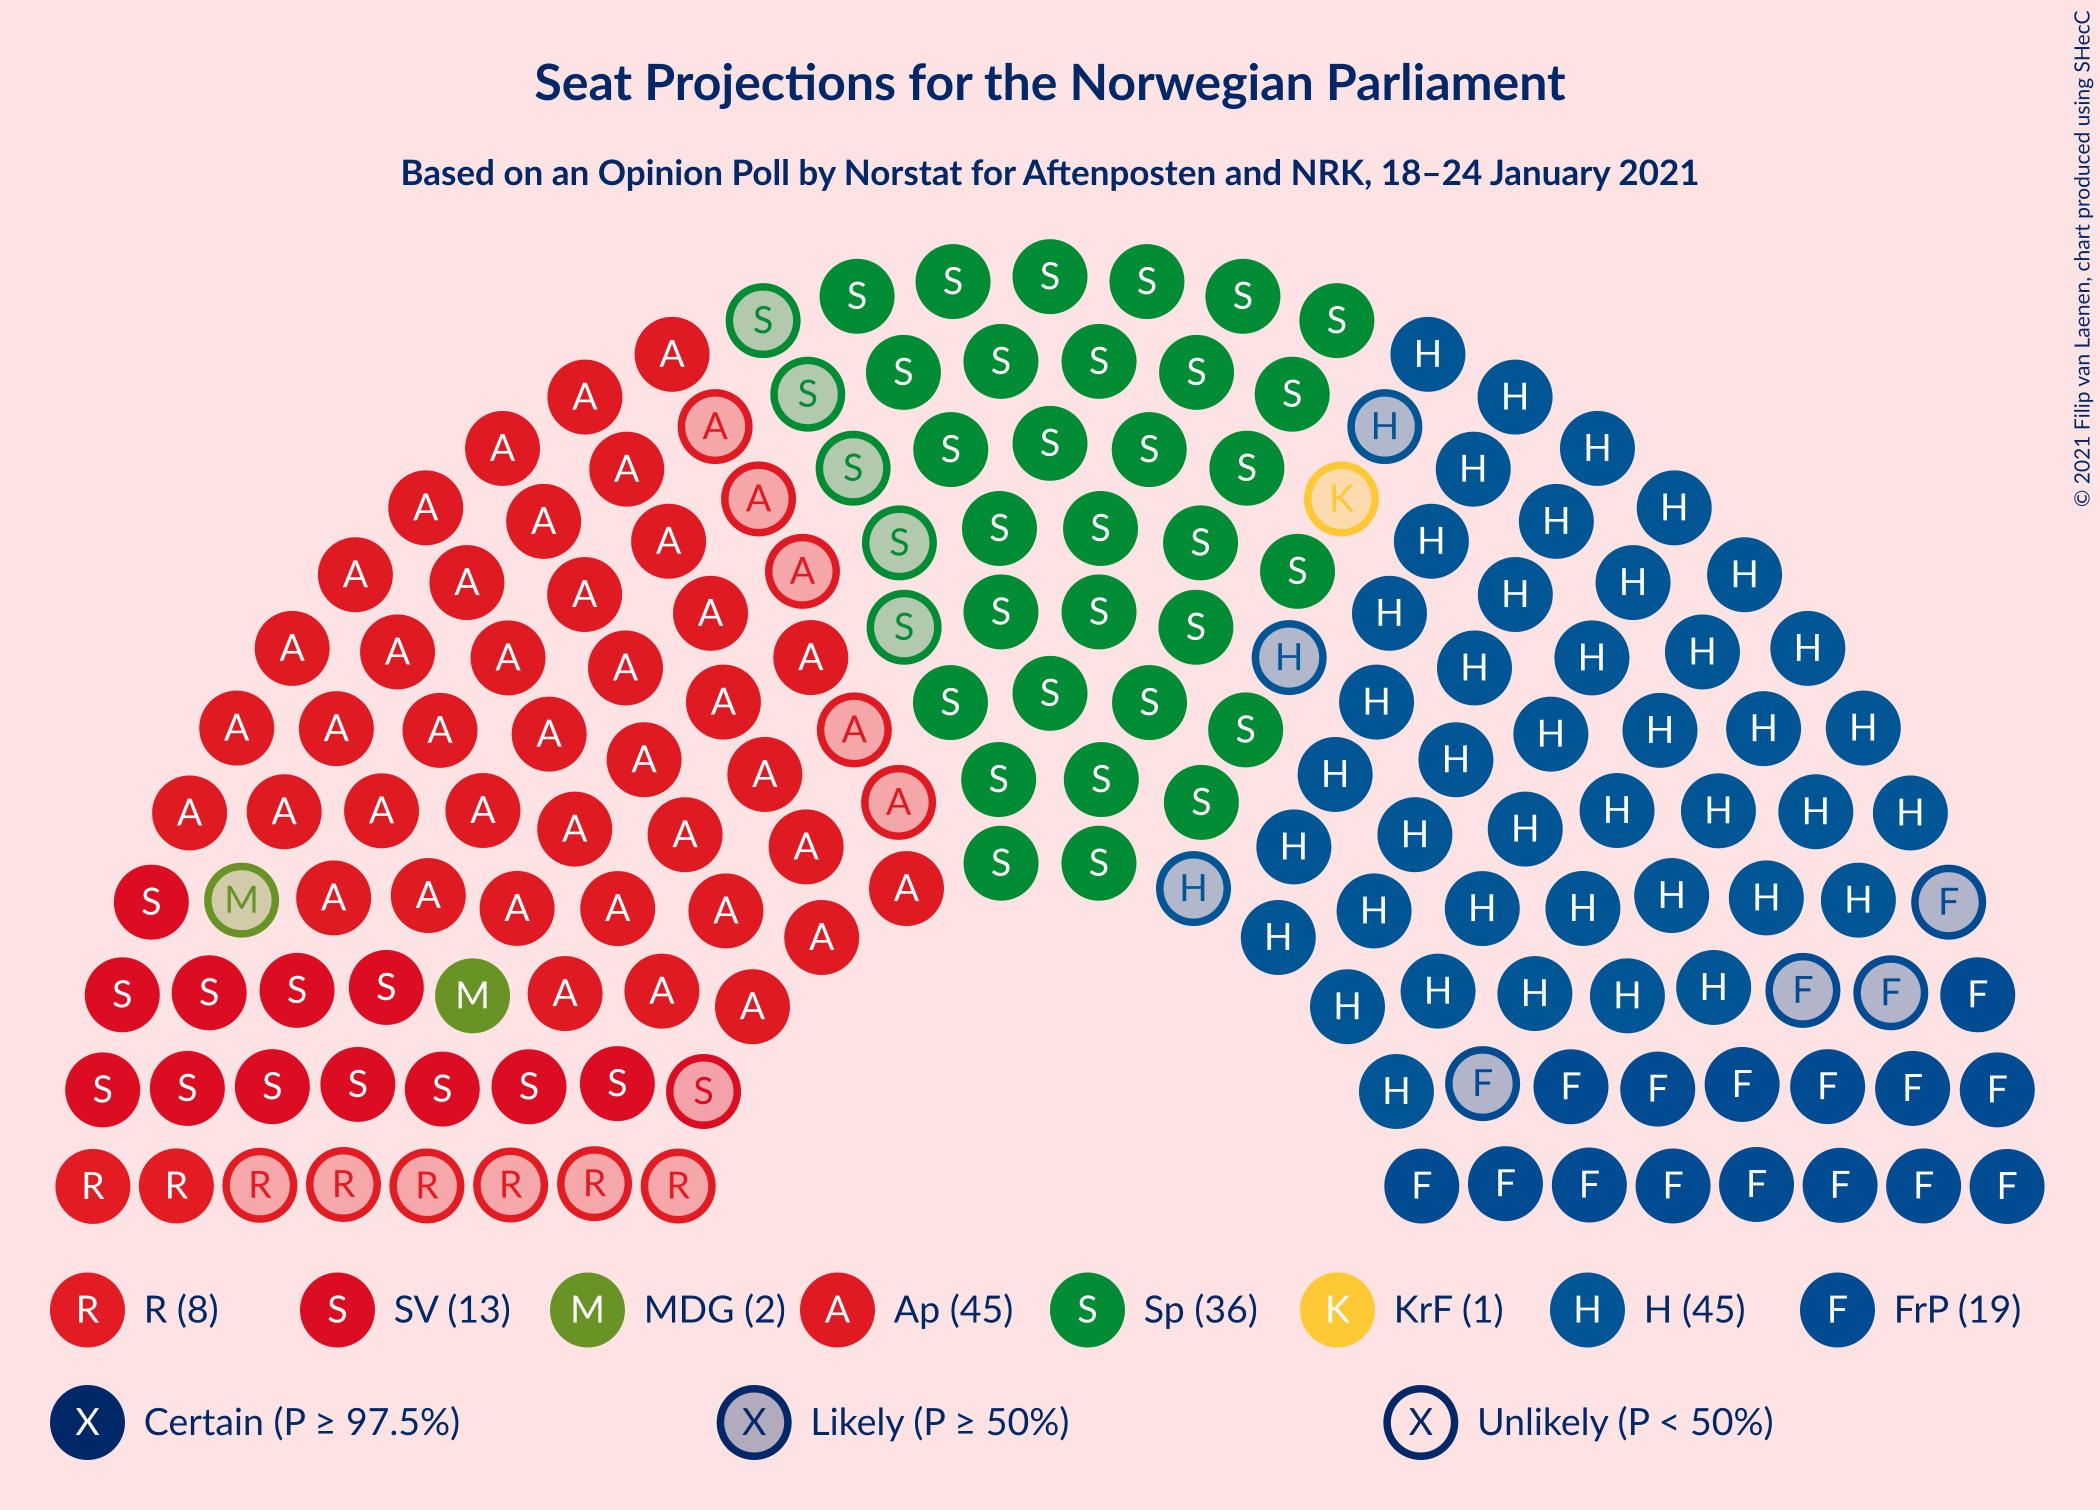 Seat Projections for the Norwegian Parliament
Based on an Opinion Poll by Norstat for Aftenposten and NRK, 18–24 January 2021
© 2021 Filip van Laenen, chart produced using SHecC
S S S S S S S
A S S S S S S H
A A S S S S S H H
A A A S S S S K H H H
A A A A S S S S H H H H
A A A A A S S S H H H H H
A A A A A A S S S S H H H H H H
A A A A A A A S S S H H H H H H H
A A A A A A A A S S H H H H H H H H
S M A A A A A A H H H H H H H F
S S S S M A A A H H H H H F F F
S S S S S S S S H F F F F F F F
R R R R R R R R F F F F F F F F
R R (8) S SV (13) M MDG (2) A Ap (45) S Sp (36) K KrF (1) H H (45) F FrP (19)
X Certain (P ≥ 97.5%) X Likely (P ≥ 50%) X Unlikely (P < 50%)